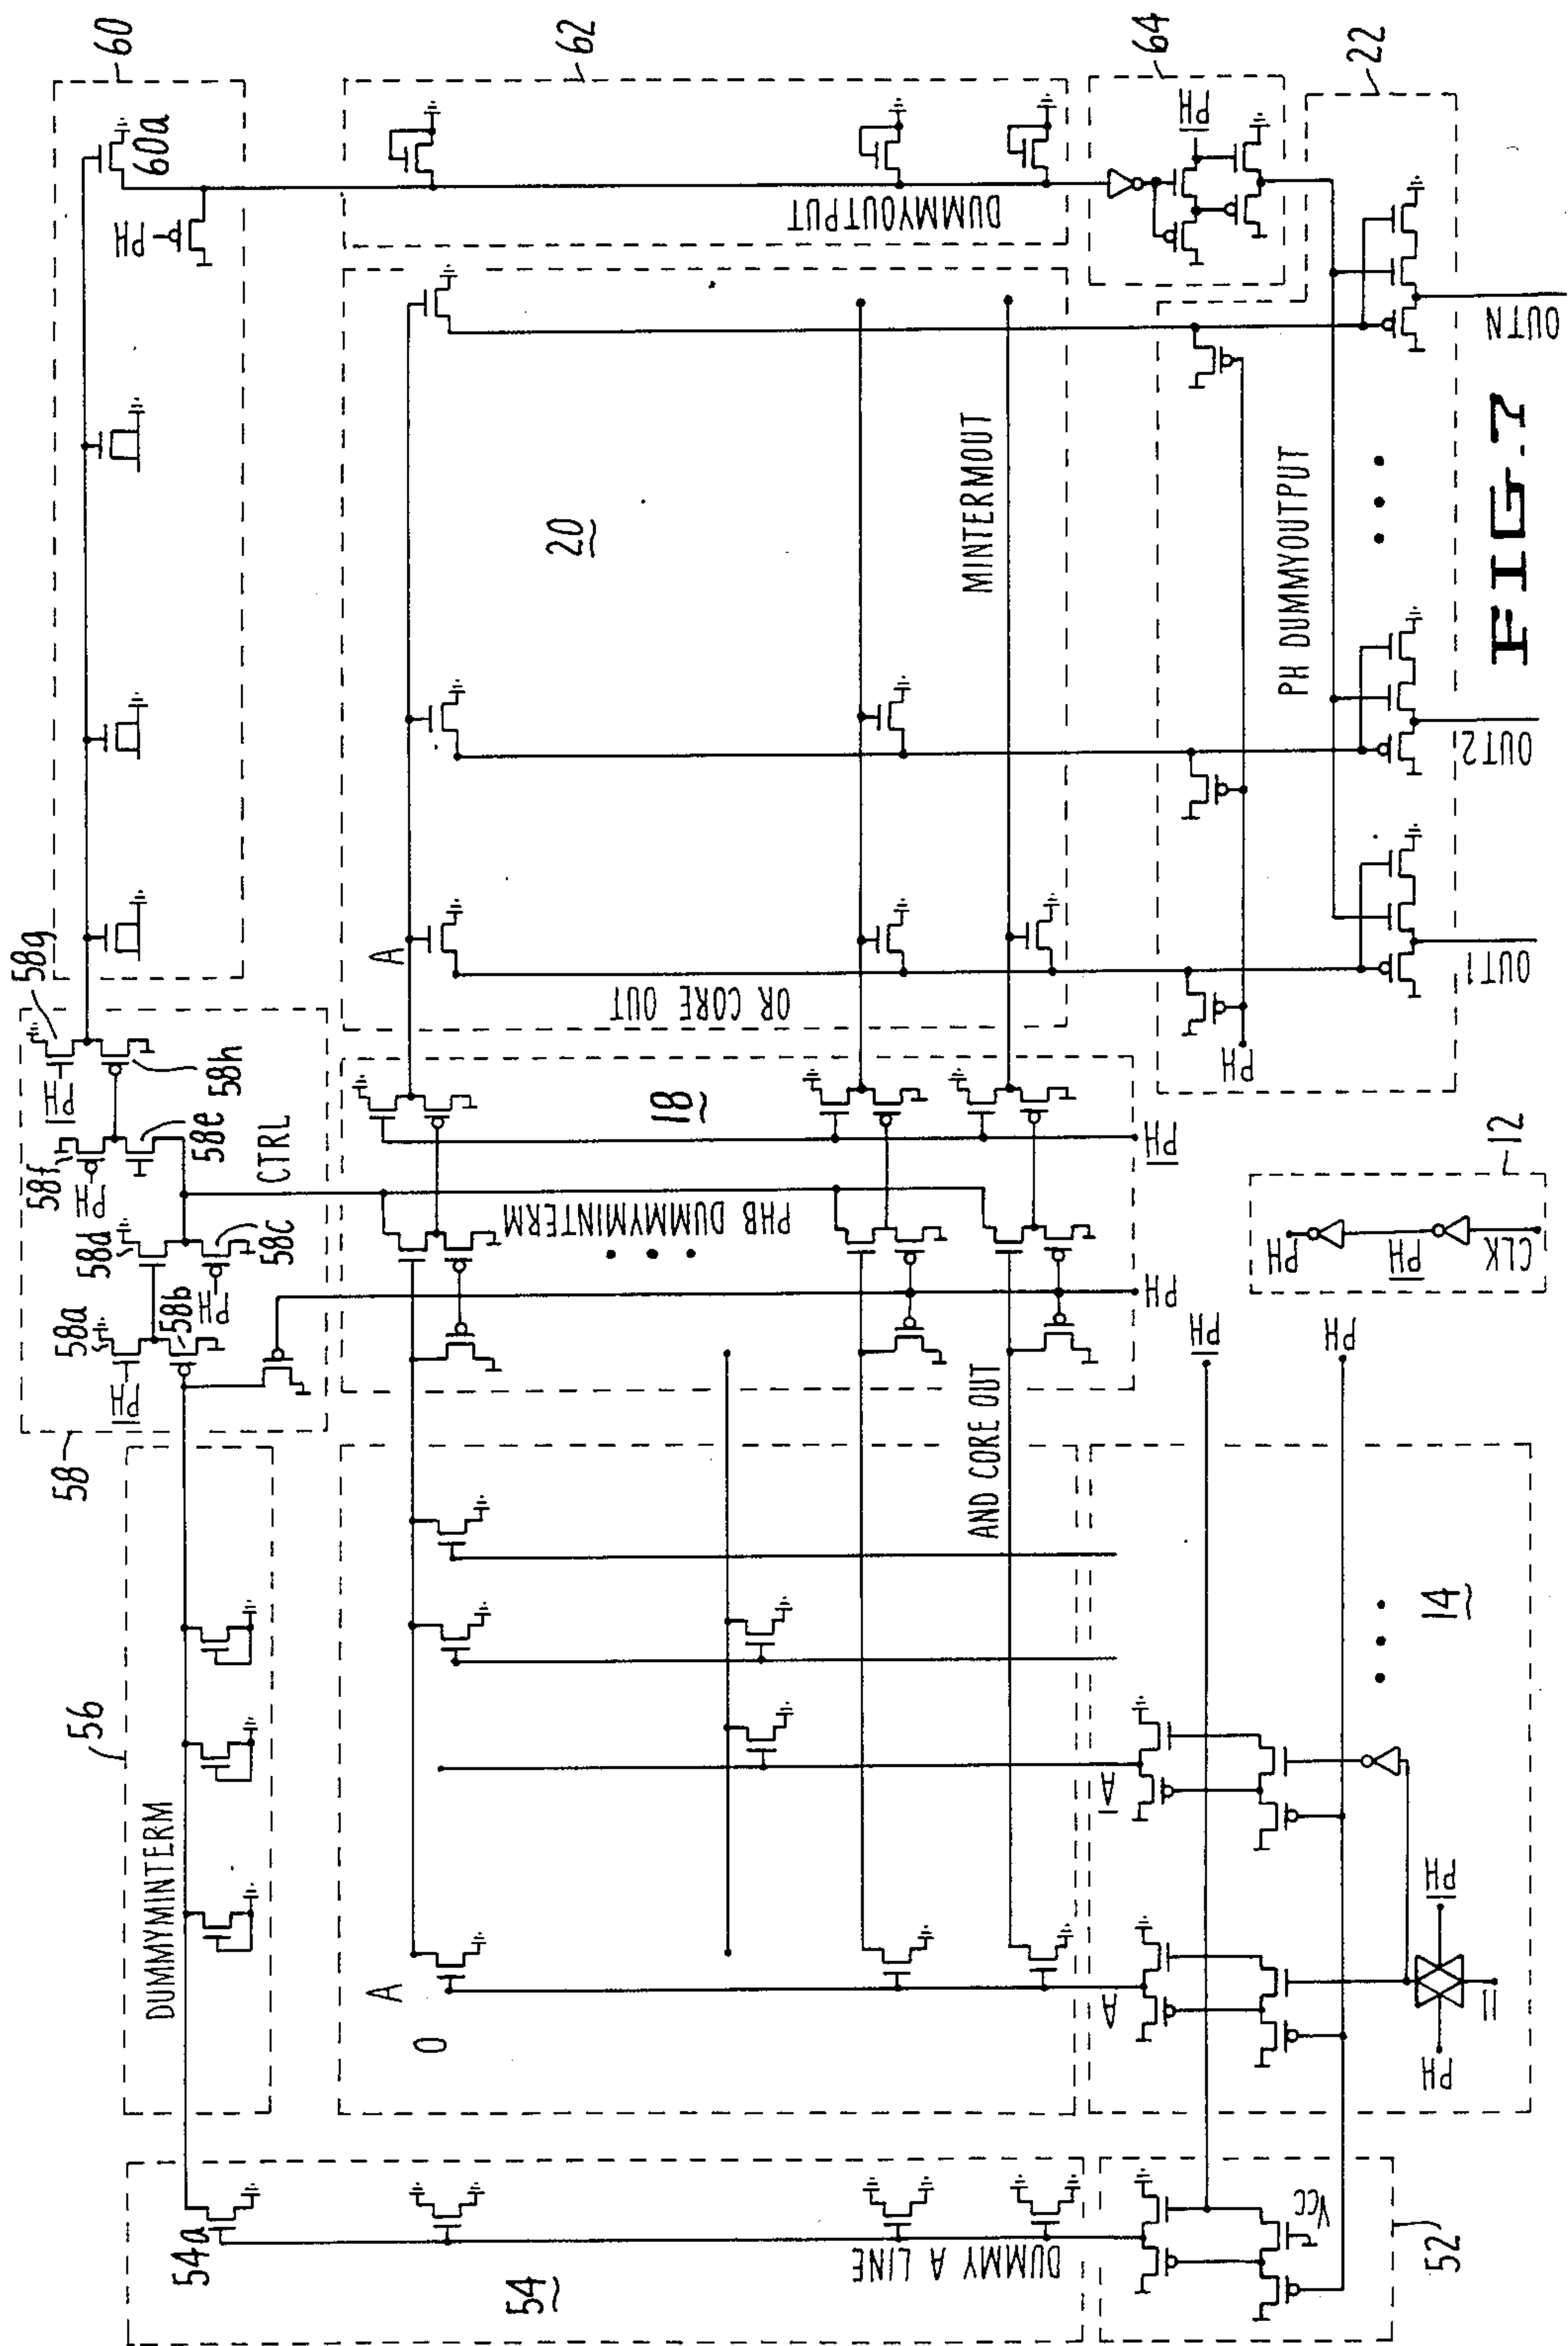 60
60a
PH
58g
P̅H̅
58h
58f
PH
58e
CTRL
58d
58c
PH
58a
58b
P̅H̅
58
56
DUMMYMINTERM
54a
54
DUMMY A LINE
62
DUMMYOUTPUT
20
A
OR CORE OUT
MINTERMOUT
18
PHB DUMMYMINTERM
P̅H̅
PH
AND CORE OUT
A
0
64
P̅H̅
22
PH
PH DUMMYOUTPUT
OUT1
OUT2
OUTN
12
PH
P̅H̅
CLK
P̅H̅
PH
14
A
A̅
PH
P̅H̅
I1
VCC
52
FIG.7